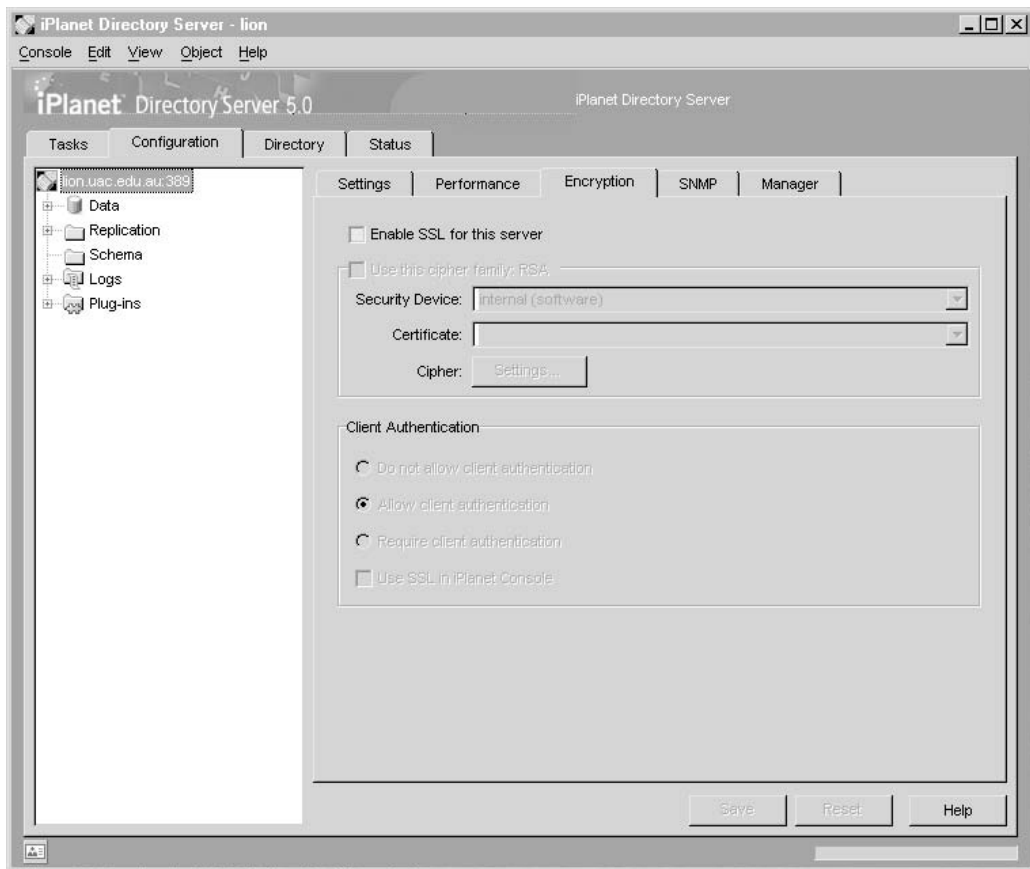 iPlanet Directory Server - lion
Console Edit View Object Help
iPlanet Directory Server 5.0
iPlanet Directory Server
Tasks Configuration Directory Status
lion.uac.edu.au:389
Data
Replication
Schema
Logs
Plug-ins
Settings Performance Encryption SNMP Manager
Enable SSL for this server
Use this cipher family: RSA
Security Device: internal (software)
Certificate:
Cipher: Settings...
Client Authentication
Do not allow client authentication
Allow client authentication
Require client authentication
Use SSL in iPlanet Console
Save Reset Help